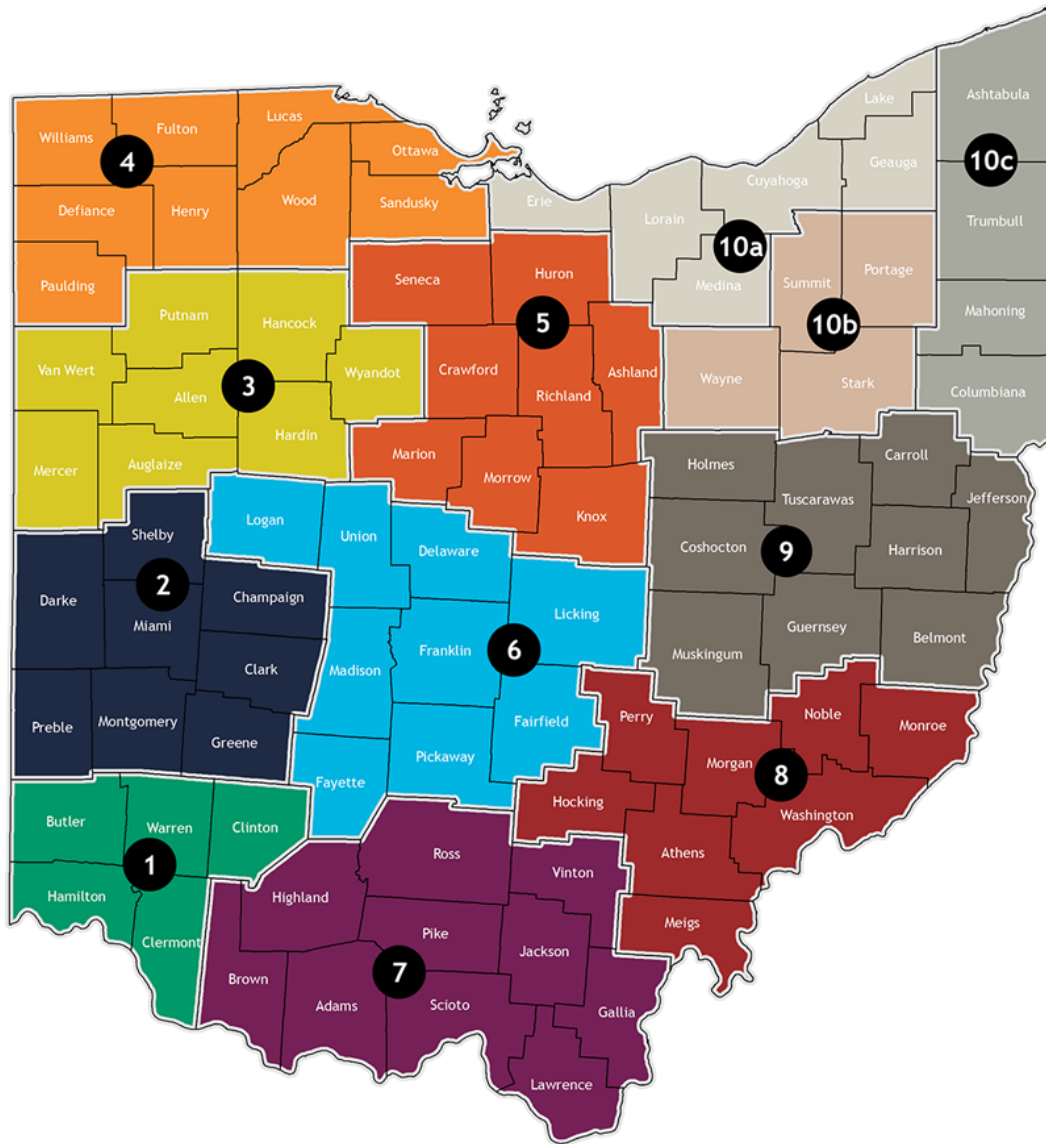 Lake
Ashtabula
Lucas
Williams
Fulton
Ottawa
4
10c
Geauga
Cuyahoga
Defiance
Henry
Wood
Sandusky
Erie
Lorain
Trumbull
10a
Paulding
Seneca
Huron
Medina
Summit
Portage
Putnam
Hancock
5
10b
Mahoning
Van Wert
Allen
3
Wyandot
Crawford
Richland
Ashland
Wayne
Stark
Columbiana
Hardin
Mercer
Auglaize
Marion
Morrow
Holmes
Carroll
Tuscarawas
Jefferson
Knox
Logan
Union
Shelby
Delaware
Coshocton
9
Harrison
2
Darke
Miami
Champaign
Licking
Guernsey
Belmont
Clark
Madison
Franklin
6
Muskingum
Preble
Montgomery
Greene
Fairfield
Perry
Noble
Monroe
Fayette
Pickaway
Morgan
8
Hocking
Washington
Butler
Warren
Clinton
1
Ross
Athens
Vinton
Hamilton
Highland
Meigs
Clermont
Pike
Jackson
7
Brown
Adams
Scioto
Gallia
Lawrence